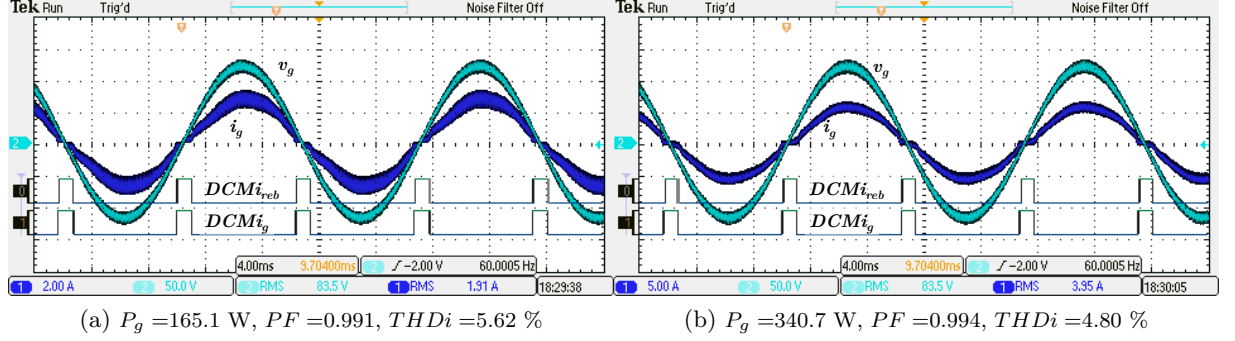 Tek Run Trig'd Noise Filter Off
T
v_g
i_g
2
0
DCMi_reb
1
DCMi_g
4.00ms 9.70400ms 2 ∫ −2.00 V 60.0005 Hz
1 2.00 A 2 50.0 V 2 RMS 83.5 V 1 RMS 1.91 A 18:29:38
(a) P_g =165.1 W, PF =0.991, THDi =5.62 %
Tek Run Trig'd Noise Filter Off
T
v_g
i_g
2
0
DCMi_reb
1
DCMi_g
4.00ms 9.70400ms 2 ∫ −2.00 V 60.0005 Hz
1 5.00 A 2 50.0 V 2 RMS 83.5 V 1 RMS 3.95 A 18:30:05
(b) P_g =340.7 W, PF =0.994, THDi =4.80 %